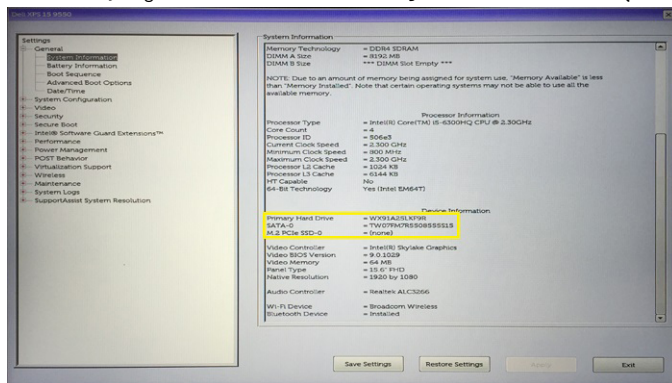 Dell XPS 15 9550
Settings
General
System Information
Battery Information
Boot Sequence
Advanced Boot Options
Date/Time
System Configuration
Video
Security
Secure Boot
Intel® Software Guard Extensions™
Performance
Power Management
POST Behavior
Virtualization Support
Wireless
Maintenance
System Logs
SupportAssist System Resolution
System Information
Memory Technology = DDR4 SDRAM
DIMM A Size = 8192 MB
DIMM B Size *** DIMM Slot Empty ***
NOTE: Due to an amount of memory being assigned for system use, "Memory Available" is less
than "Memory Installed". Note that certain operating systems may not be able to use all the
available memory.
Processor Information
Processor Type = Intel(R) Core(TM) i5-6300HQ CPU @ 2.30GHz
Core Count = 4
Processor ID = 506e3
Current Clock Speed = 2.300 GHz
Minimum Clock Speed = 800 MHz
Maximum Clock Speed = 2.300 GHz
Processor L2 Cache = 1024 KB
Processor L3 Cache = 6144 KB
HT Capable No
64-Bit Technology Yes (Intel EM64T)
Device Information
Primary Hard Drive
SATA-0
M.2 PCIe SSD-0 = (none)
Video Controller = Intel(R) Skylake Graphics
Video BIOS Version = 9.0.1029
Video Memory = 64 MB
Panel Type = 15.6" FHD
Native Resolution = 1920 by 1080
Audio Controller = Realtek ALC3266
Wi-Fi Device = Broadcom Wireless
Bluetooth Device = Installed
Save Settings Restore Settings Apply Exit